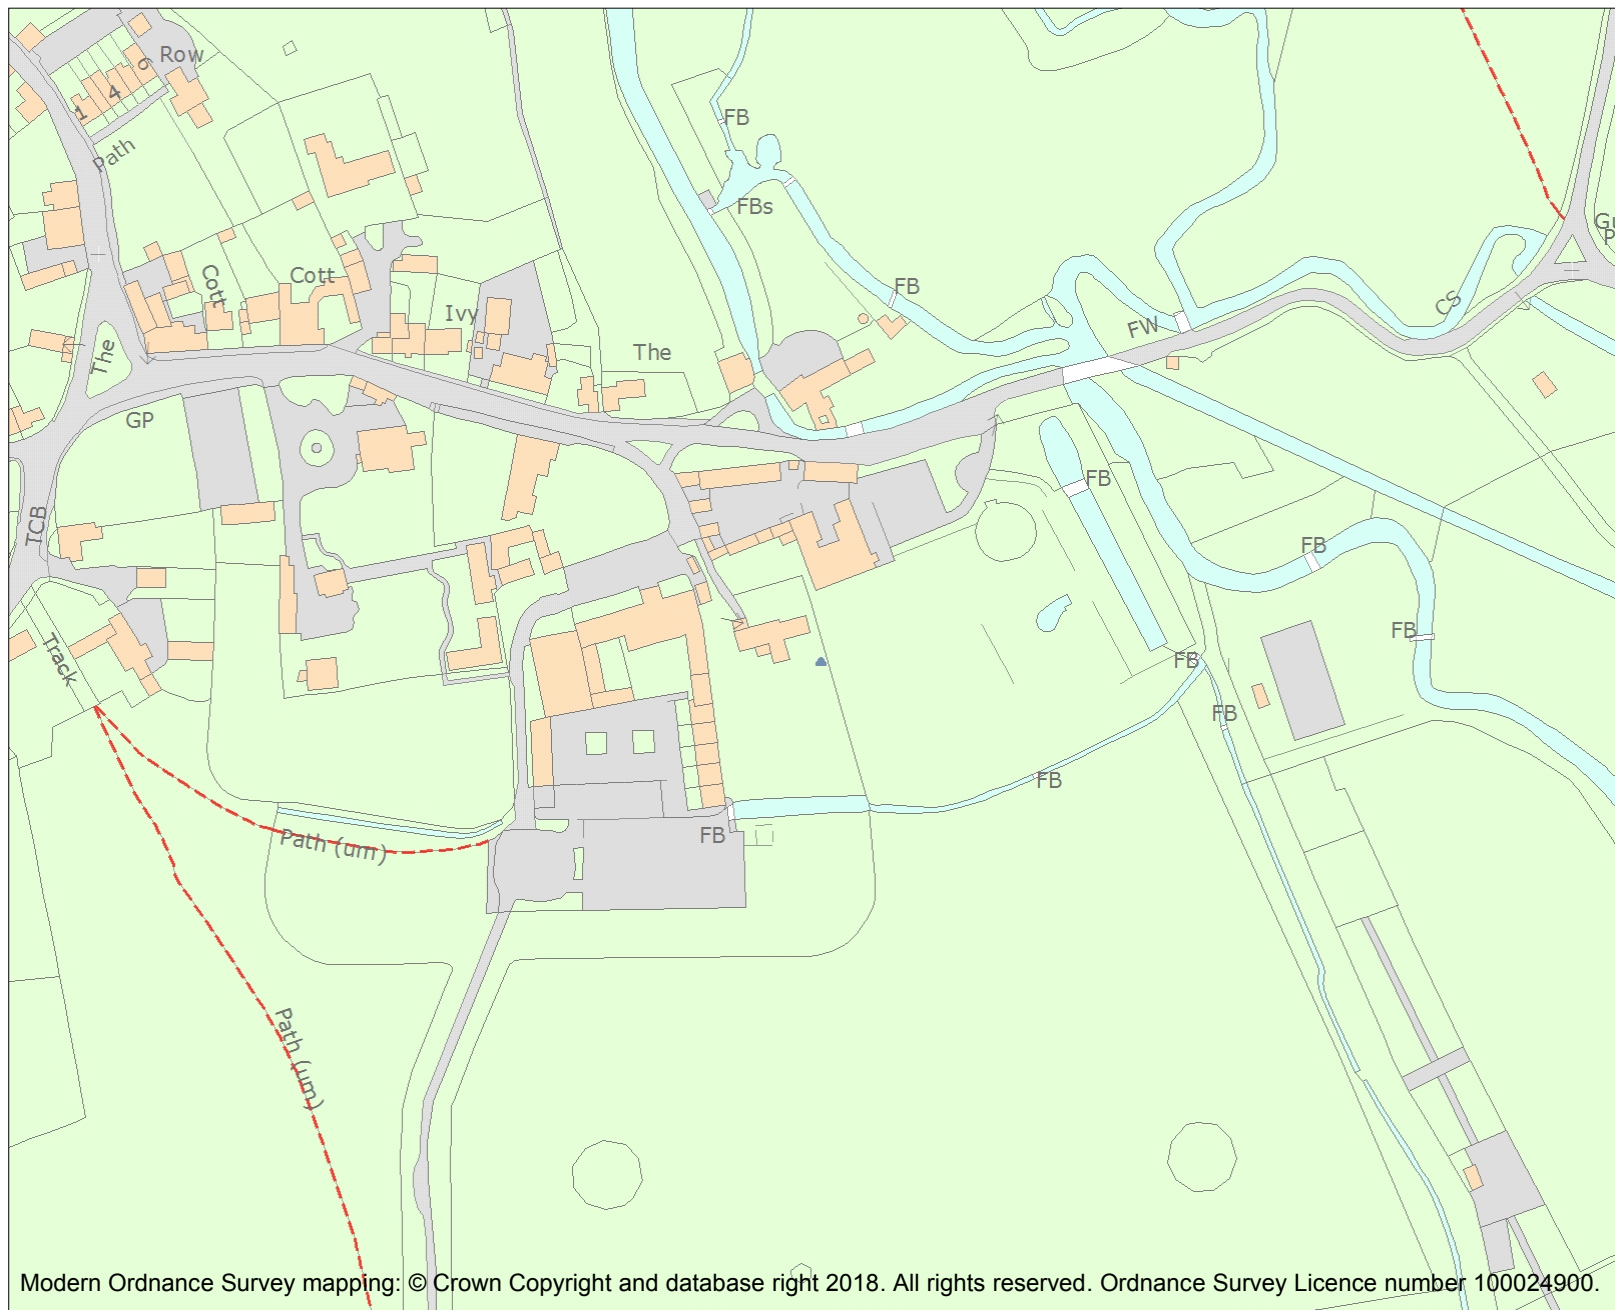 Row
6
4
1
Path
FB
FBs
Cott
Cott
FB
CS
Ivy
FW
The
The
GP
FB
TCB
FB
FB
Track
FB
FB
FB
Path (um)
FB
Path (um)
Modern Ordnance Survey mapping: © Crown Copyright and database right 2018. All rights reserved. Ordnance Survey Licence number 100024900.